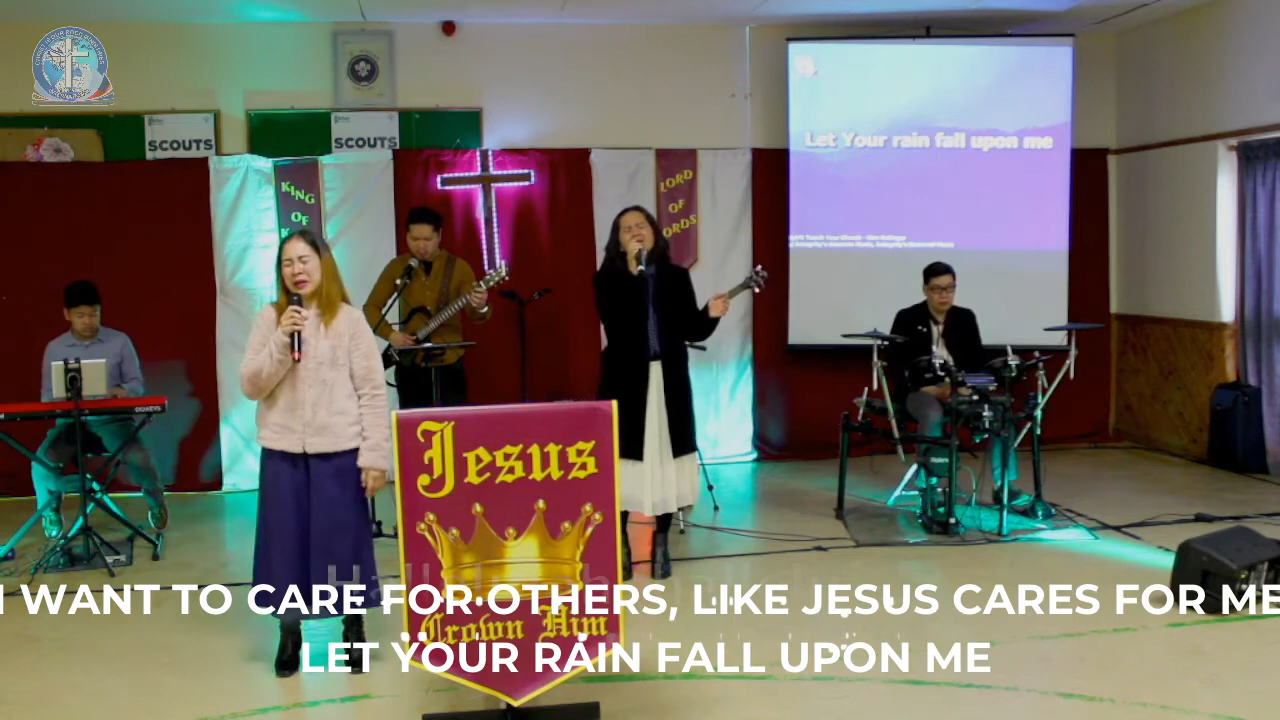 SCOUTS
SCOUTS
KING
OF
LORD
OF
LORDS
Let Your rain fall upon me
Jesus
Crown Him
I WANT TO CARE FOR OTHERS, LIKE JESUS CARES FOR ME
LET YOUR RAIN FALL UPON ME